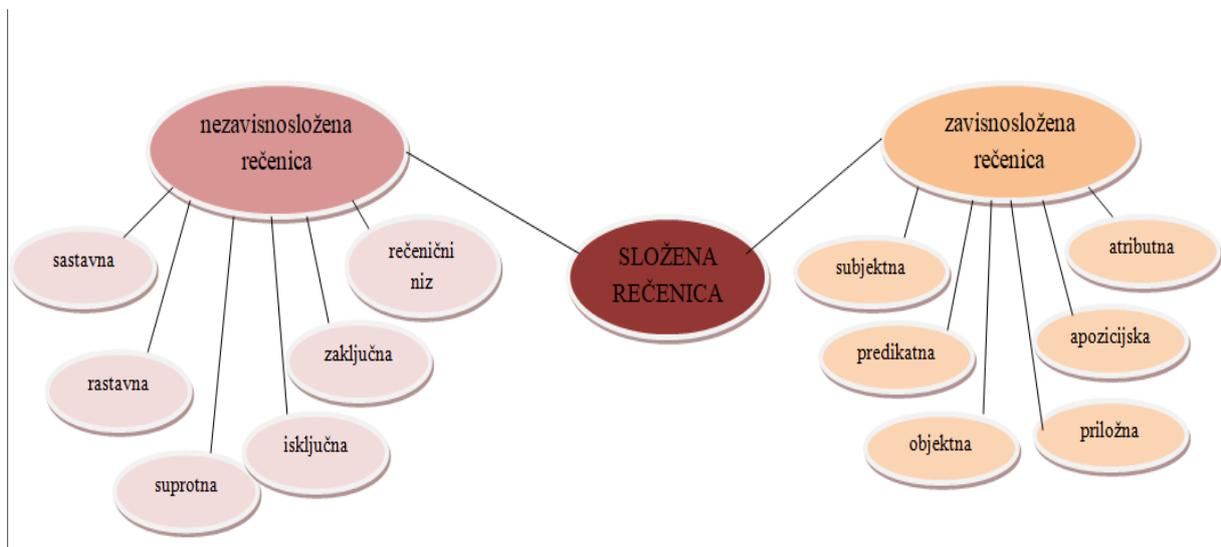 nezavisnosložena
rečenica
sastavna
rastavna
suprotna
isključna
zaključna
rečenični
niz
SLOŽENA
REČENICA
zavisnosložena
rečenica
subjektna
predikatna
objektna
priložna
apozicijska
atributna